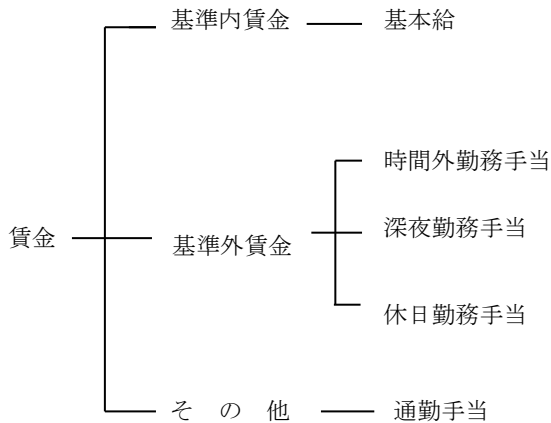 基準内賃金 基本給
時間外勤務手当
賃金 基準外賃金 深夜勤務手当
休日勤務手当
そ の 他 通勤手当